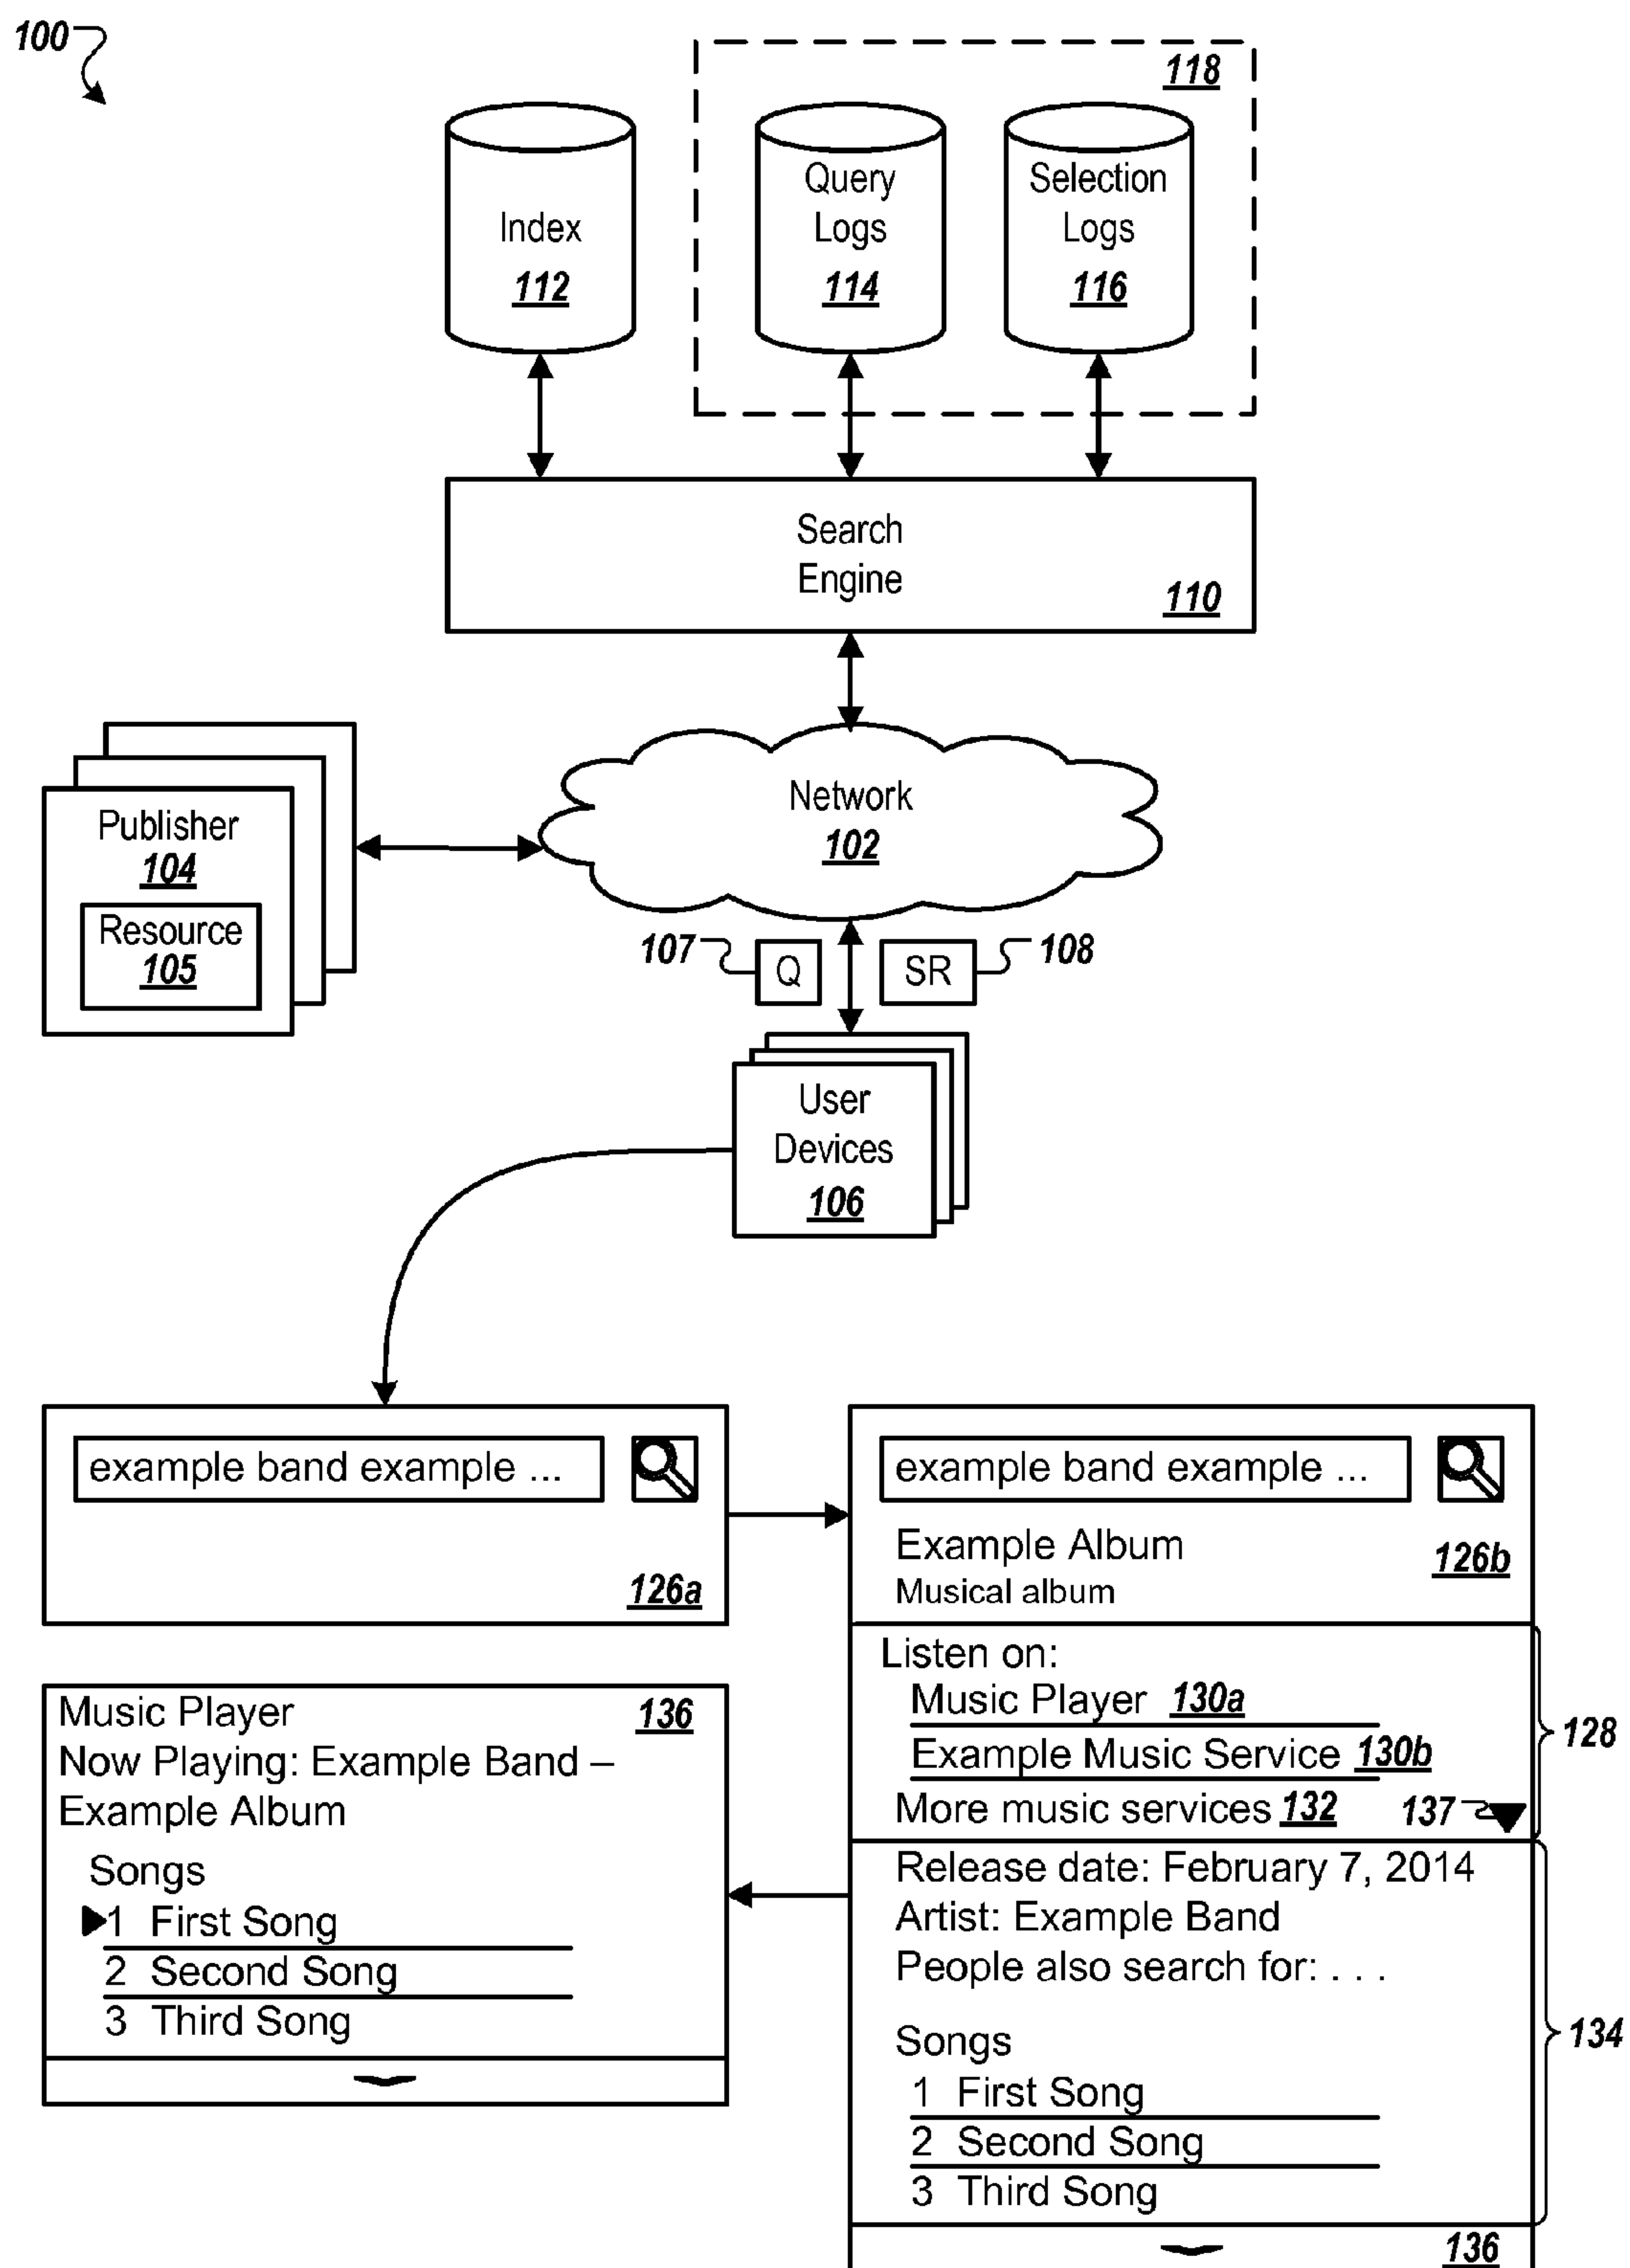 100
118
Index
112
Query
Logs
114
Selection
Logs
116
Search
Engine
110
Network
102
Publisher
104
Resource
105
107
Q
SR
108
User
Devices
106
example band example ...
126a
example band example ...
Example Album
126b
Musical album
Listen on:
Music Player 130a
Example Music Service 130b
More music services 132
137
128
Release date: February 7, 2014
Artist: Example Band
People also search for: . . .
Songs
1 First Song
2 Second Song
3 Third Song
134
136
Music Player
136
Now Playing: Example Band –
Example Album
Songs
1 First Song
2 Second Song
3 Third Song